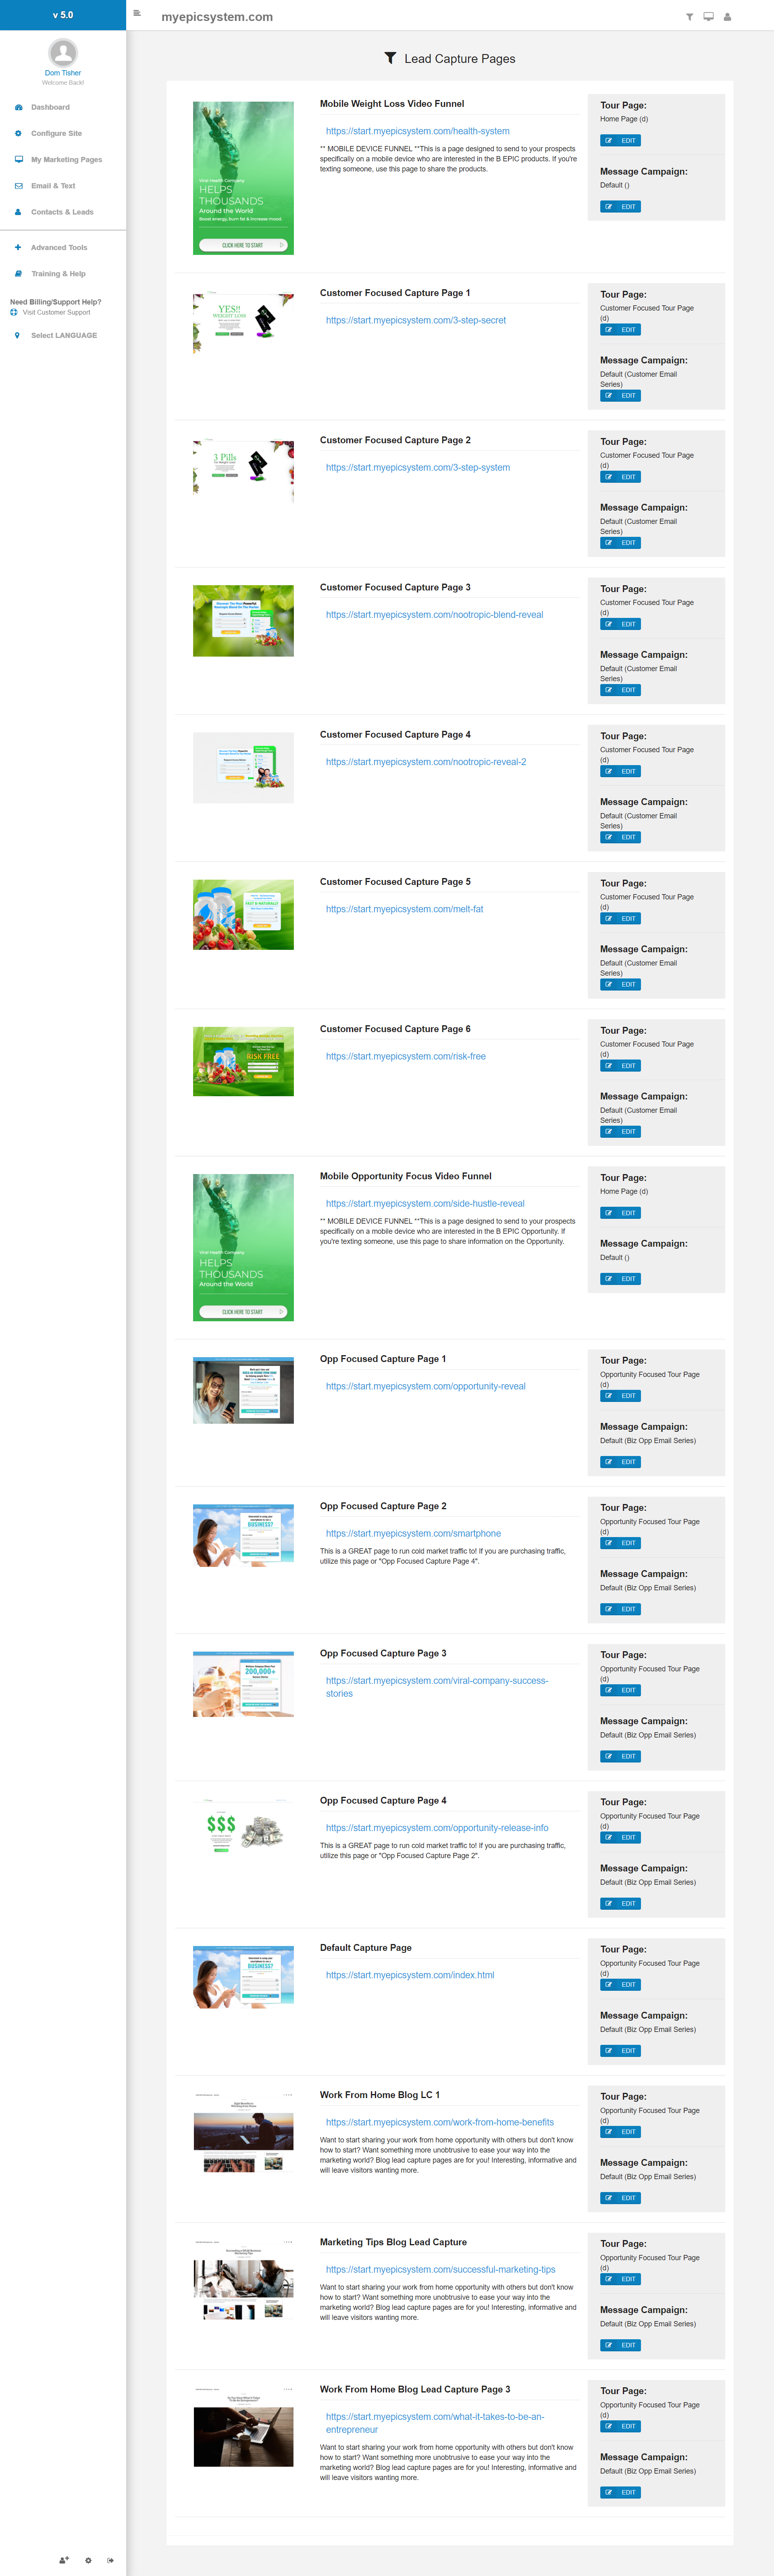 v 5.0
myepicsystem.com
Dom Tisher
Welcome Back!
Dashboard
Configure Site
My Marketing Pages
Email & Text
Contacts & Leads
Advanced Tools
Training & Help
Need Billing/Support Help?
Visit Customer Support
Select LANGUAGE
Lead Capture Pages
Viral Health Company
HELPS
THOUSANDS
Around the World
Boost energy, burn fat & increase mood.
CLICK HERE TO START
Mobile Weight Loss Video Funnel
https://start.myepicsystem.com/health-system
** MOBILE DEVICE FUNNEL **This is a page designed to send to your prospects
specifically on a mobile device who are interested in the B EPIC products. If you're
texting someone, use this page to share the products.
Tour Page:
Home Page (d)
EDIT
Message Campaign:
Default ()
EDIT
YES!!
WEIGHT LOSS
Customer Focused Capture Page 1
https://start.myepicsystem.com/3-step-secret
Tour Page:
Customer Focused Tour Page
(d)
EDIT
Message Campaign:
Default (Customer Email
Series)
EDIT
3 Pills
Customer Focused Capture Page 2
https://start.myepicsystem.com/3-step-system
Tour Page:
Customer Focused Tour Page
(d)
EDIT
Message Campaign:
Default (Customer Email
Series)
EDIT
Customer Focused Capture Page 3
https://start.myepicsystem.com/nootropic-blend-reveal
Tour Page:
Customer Focused Tour Page
(d)
EDIT
Message Campaign:
Default (Customer Email
Series)
EDIT
Customer Focused Capture Page 4
https://start.myepicsystem.com/nootropic-reveal-2
Tour Page:
Customer Focused Tour Page
(d)
EDIT
Message Campaign:
Default (Customer Email
Series)
EDIT
FAST & NATURALLY
Customer Focused Capture Page 5
https://start.myepicsystem.com/melt-fat
Tour Page:
Customer Focused Tour Page
(d)
EDIT
Message Campaign:
Default (Customer Email
Series)
EDIT
RISK FREE
Customer Focused Capture Page 6
https://start.myepicsystem.com/risk-free
Tour Page:
Customer Focused Tour Page
(d)
EDIT
Message Campaign:
Default (Customer Email
Series)
EDIT
Viral Health Company
HELPS
THOUSANDS
Around the World
CLICK HERE TO START
Mobile Opportunity Focus Video Funnel
https://start.myepicsystem.com/side-hustle-reveal
** MOBILE DEVICE FUNNEL **This is a page designed to send to your prospects
specifically on a mobile device who are interested in the B EPIC Opportunity. If
you're texting someone, use this page to share information on the Opportunity.
Tour Page:
Home Page (d)
EDIT
Message Campaign:
Default ()
EDIT
Opp Focused Capture Page 1
https://start.myepicsystem.com/opportunity-reveal
Tour Page:
Opportunity Focused Tour Page
(d)
EDIT
Message Campaign:
Default (Biz Opp Email Series)
EDIT
BUSINESS?
Opp Focused Capture Page 2
https://start.myepicsystem.com/smartphone
This is a GREAT page to run cold market traffic to! If you are purchasing traffic,
utilize this page or "Opp Focused Capture Page 4".
Tour Page:
Opportunity Focused Tour Page
(d)
EDIT
Message Campaign:
Default (Biz Opp Email Series)
EDIT
200,000+
Opp Focused Capture Page 3
https://start.myepicsystem.com/viral-company-success-
stories
Tour Page:
Opportunity Focused Tour Page
(d)
EDIT
Message Campaign:
Default (Biz Opp Email Series)
EDIT
$$$
Opp Focused Capture Page 4
https://start.myepicsystem.com/opportunity-release-info
This is a GREAT page to run cold market traffic to! If you are purchasing traffic,
utilize this page or "Opp Focused Capture Page 2".
Tour Page:
Opportunity Focused Tour Page
(d)
EDIT
Message Campaign:
Default (Biz Opp Email Series)
EDIT
BUSINESS?
Default Capture Page
https://start.myepicsystem.com/index.html
Tour Page:
Opportunity Focused Tour Page
(d)
EDIT
Message Campaign:
Default (Biz Opp Email Series)
EDIT
Work From Home Blog LC 1
https://start.myepicsystem.com/work-from-home-benefits
Want to start sharing your work from home opportunity with others but don't know
how to start? Want something more unobtrusive to ease your way into the
marketing world? Blog lead capture pages are for you! Interesting, informative and
will leave visitors wanting more.
Tour Page:
Opportunity Focused Tour Page
(d)
EDIT
Message Campaign:
Default (Biz Opp Email Series)
EDIT
Marketing Tips Blog Lead Capture
https://start.myepicsystem.com/successful-marketing-tips
Want to start sharing your work from home opportunity with others but don't know
how to start? Want something more unobtrusive to ease your way into the
marketing world? Blog lead capture pages are for you! Interesting, informative and
will leave visitors wanting more.
Tour Page:
Opportunity Focused Tour Page
(d)
EDIT
Message Campaign:
Default (Biz Opp Email Series)
EDIT
Work From Home Blog Lead Capture Page 3
https://start.myepicsystem.com/what-it-takes-to-be-an-
entrepreneur
Want to start sharing your work from home opportunity with others but don't know
how to start? Want something more unobtrusive to ease your way into the
marketing world? Blog lead capture pages are for you! Interesting, informative and
will leave visitors wanting more.
Tour Page:
Opportunity Focused Tour Page
(d)
EDIT
Message Campaign:
Default (Biz Opp Email Series)
EDIT